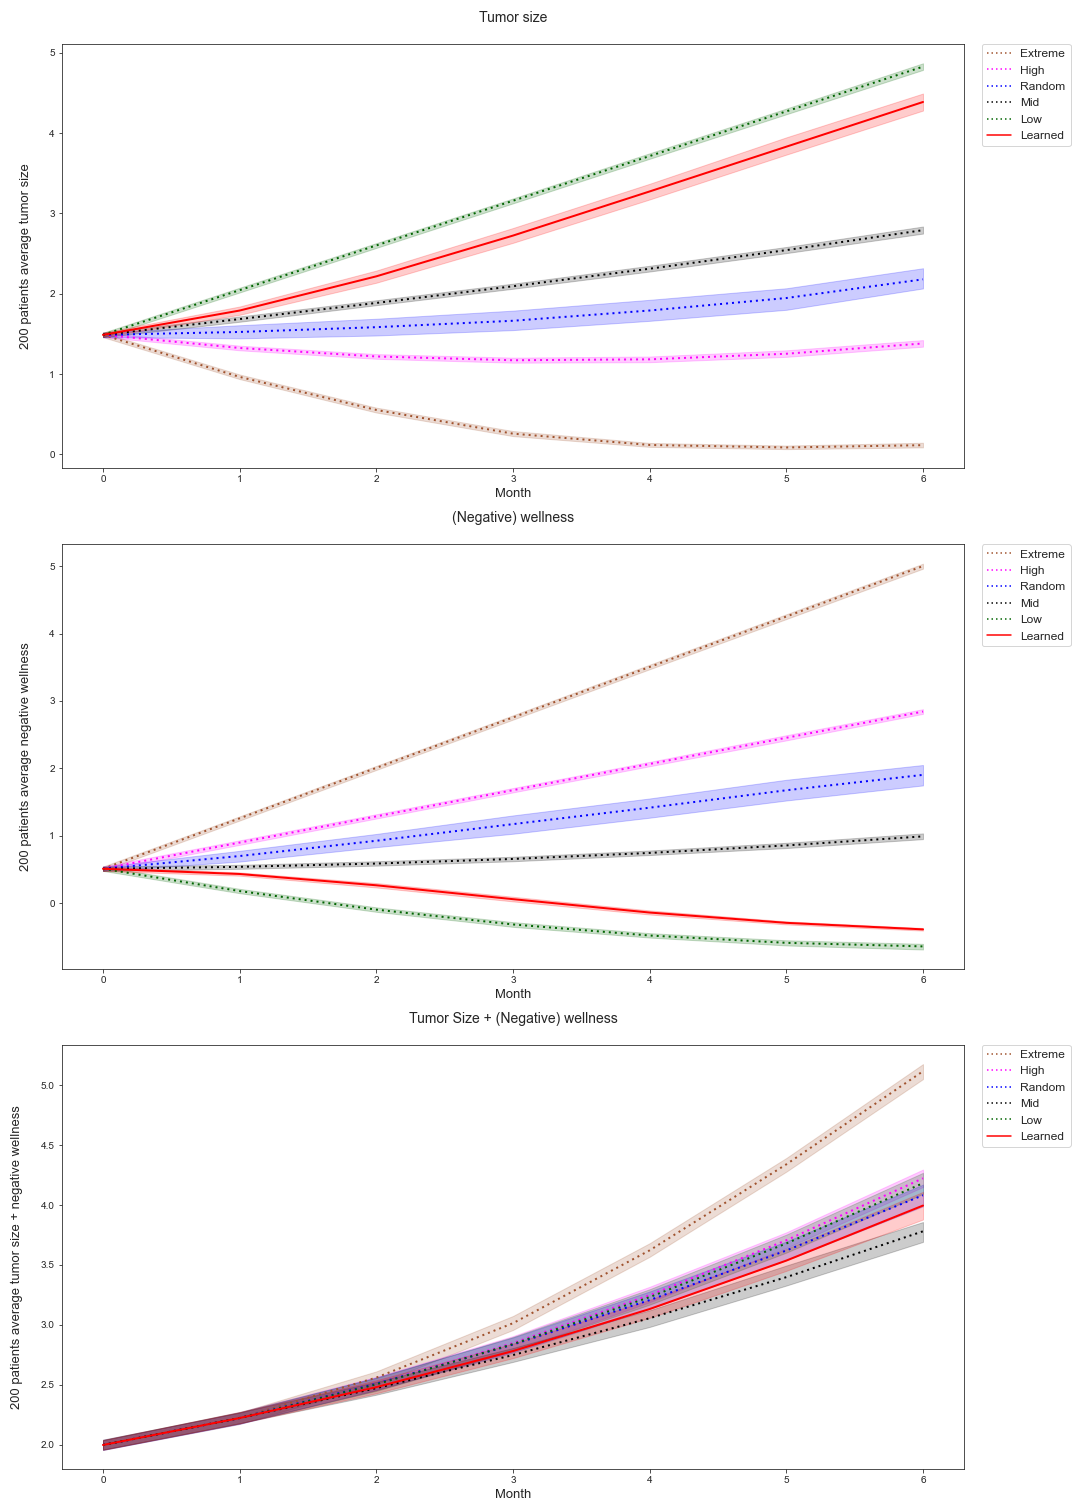 Tumor size
5
4
3
2
1
0
200 patients average tumor size
0 1 2 3 4 5 6
Month
Extreme
High
Random
Mid
Low
Learned
(Negative) wellness
5
4
3
2
1
0
200 patients average negative wellness
0 1 2 3 4 5 6
Month
Extreme
High
Random
Mid
Low
Learned
Tumor Size + (Negative) wellness
5.0
4.5
4.0
3.5
3.0
2.5
2.0
200 patients average tumor size + negative wellness
0 1 2 3 4 5 6
Month
Extreme
High
Random
Mid
Low
Learned